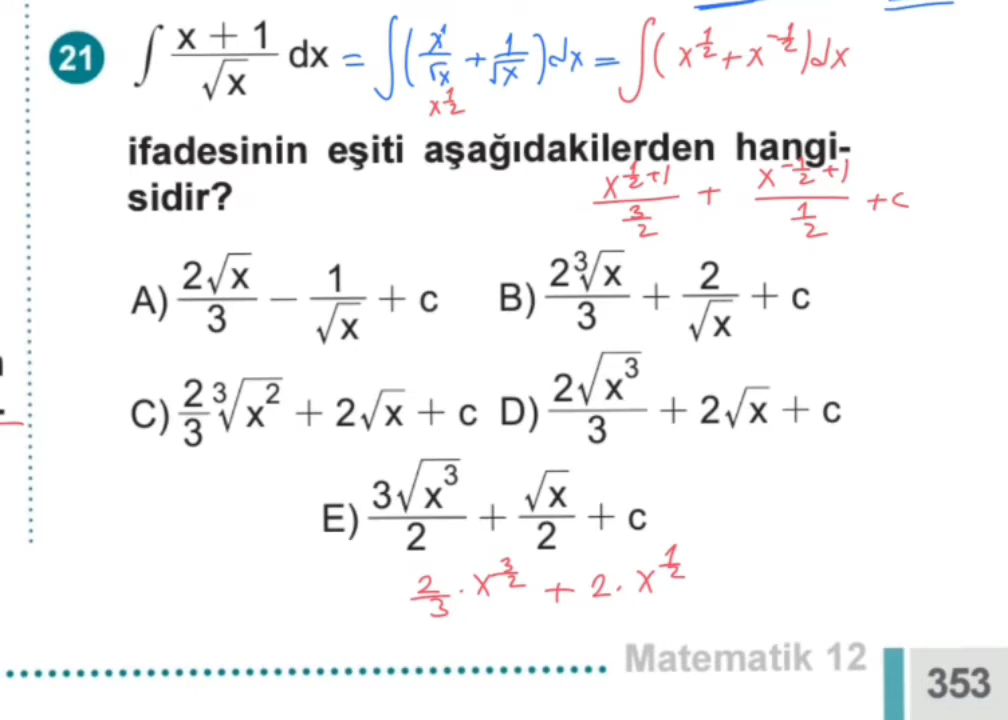 21 ∫ (x + 1)/√x dx = ∫(x¹/√x + 1/√x)dx = ∫(x^(1/2) + x^(-1/2))dx
x^(1/2)
ifadesinin eşiti aşağıdakilerden hangi-
sidir?
x^(1/2 + 1)/(3/2) + x^(-1/2 + 1)/(1/2) + c
A) 2√x/3 − 1/√x + c B) 2∛x/3 + 2/√x + c
C) 2/3 ∛x² + 2√x + c D) 2√x³/3 + 2√x + c
E) 3√x³/2 + √x/2 + c
2/3 · x^(3/2) + 2 · x^(1/2)
Matematik 12 353